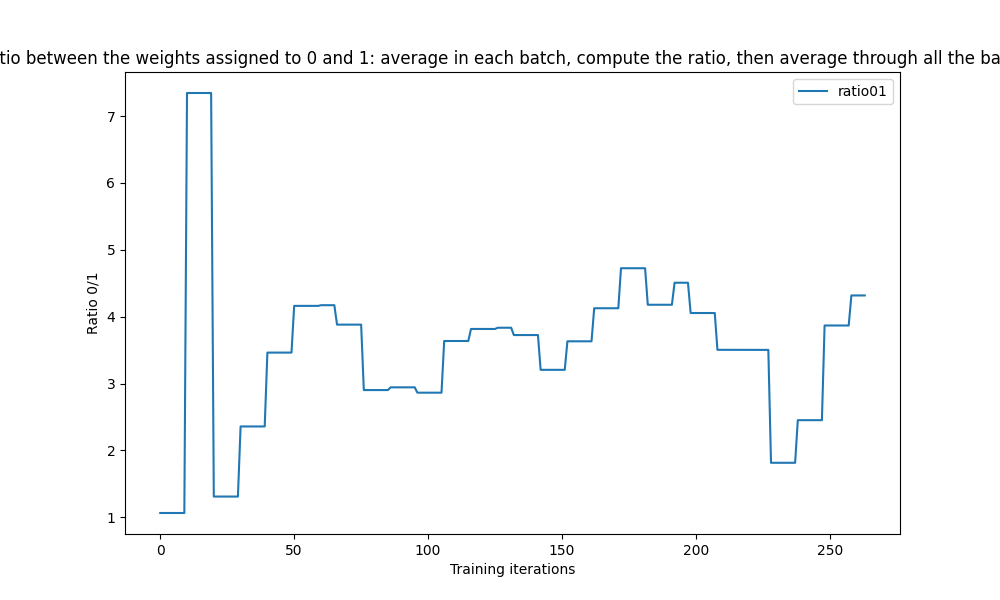 tio between the weights assigned to 0 and 1: average in each batch, compute the ratio, then average through all the ba
ratio01
7
6
5
4
3
2
1
Ratio 0/1
0 50 100 150 200 250
Training iterations